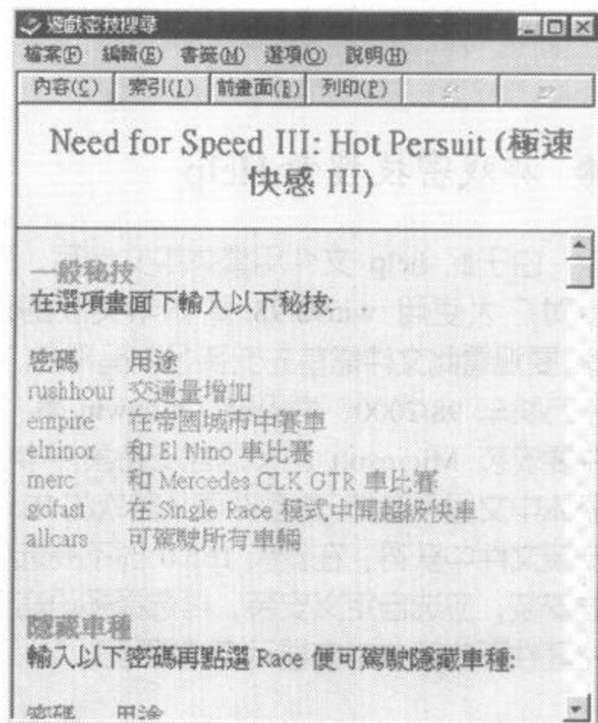 遊戲密技搜尋
檔案(F) 編輯(E) 書籤(M) 選項(O) 說明(H)
內容(C) 索引(I) 前畫面(B) 列印(P) << >>
Need for Speed III: Hot Persuit (極速
快感 III)
一般秘技
在選項畫面下輸入以下秘技:
密碼 用途
rushhour 交通量增加
empire 在帝國城市中賽車
elninor 和 El Nino 車比賽
merc 和 Mercedes CLK GTR 車比賽
gofast 在 Single Race 模式中開超級快車
allcars 可駕駛所有車輛
隱藏車種
輸入以下密碼再點選 Race 便可駕駛隱藏車種:
密碼 用途